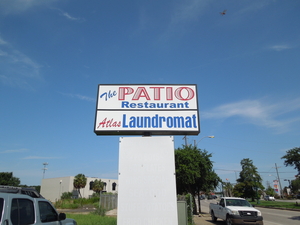 The PATIO
Restaurant
Atlas Laundromat